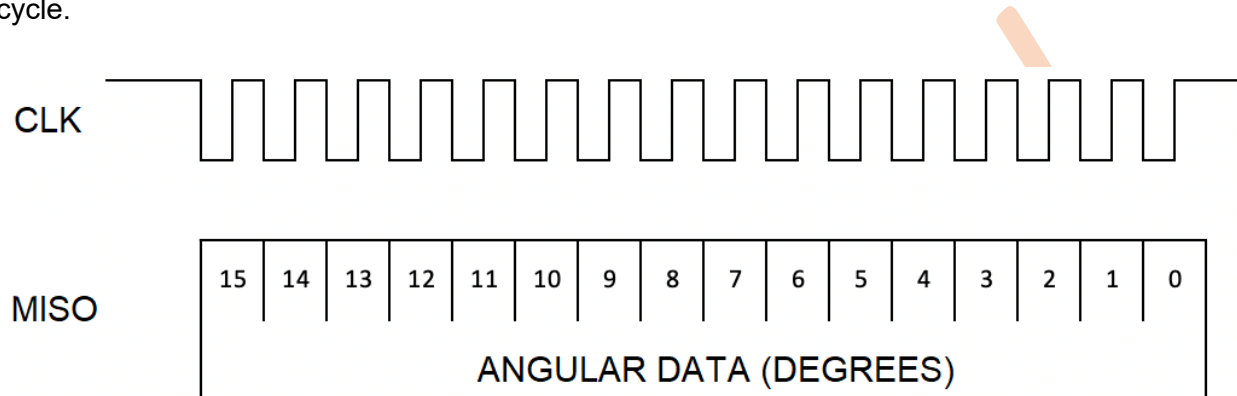 cycle.
CLK
15 14 13 12 11 10 9 8 7 6 5 4 3 2 1 0
MISO
ANGULAR DATA (DEGREES)